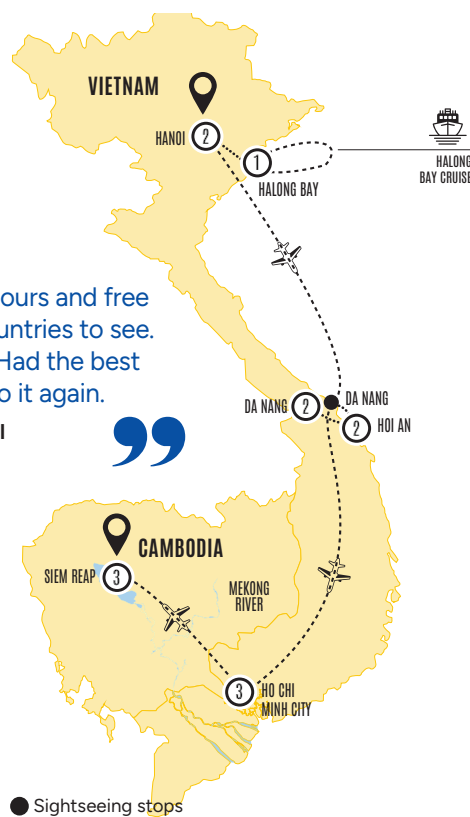 VIETNAM
HANOI
2
1
HALONG BAY
HALONG
BAY CRUISE
ours and free
untries to see.
Had the best
o it again.
”
DA NANG
2
DA NANG
2
HOI AN
CAMBODIA
SIEM REAP
3
MEKONG
RIVER
3
HO CHI
MINH CITY
Sightseeing stops